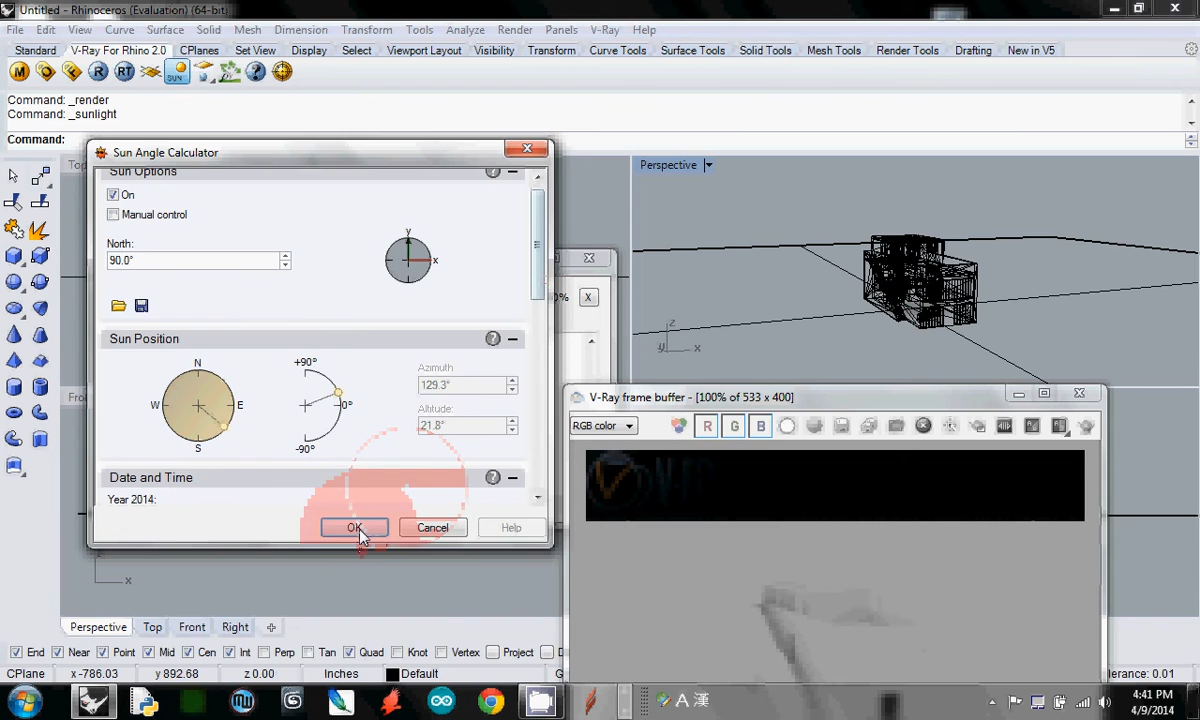 Untitled - Rhinoceros (Evaluation) (64-bit)
File Edit View Curve Surface Solid Mesh Dimension Transform Tools Analyze Render Panels V-Ray Help
Standard V-Ray For Rhino 2.0 CPlanes Set View Display Select Viewport Layout Visibility Transform Curve Tools Surface Tools Solid Tools Mesh Tools Render Tools Drafting New in V5
M R RT SUN
Command: _render
Command: _sunlight
Command:
Sun Angle Calculator
Perspective
Sun Options
On
Manual control
North:
90.0°
y
x
Sun Position
N
W E
S
+90°
0°
-90°
Azimuth
129.3°
Altitude:
21.8°
Date and Time
Year 2014:
OK Cancel Help
0% X
z
y x
V-Ray frame buffer - [100% of 533 x 400]
RGB color R G B
x
Perspective Top Front Right
End Near Point Mid Cen Int Perp Tan Quad Knot Vertex Project
CPlane x -786.03 y 892.68 z 0.00 Inches Default
lerance: 0.01
A 漢
4:41 PM
4/9/2014